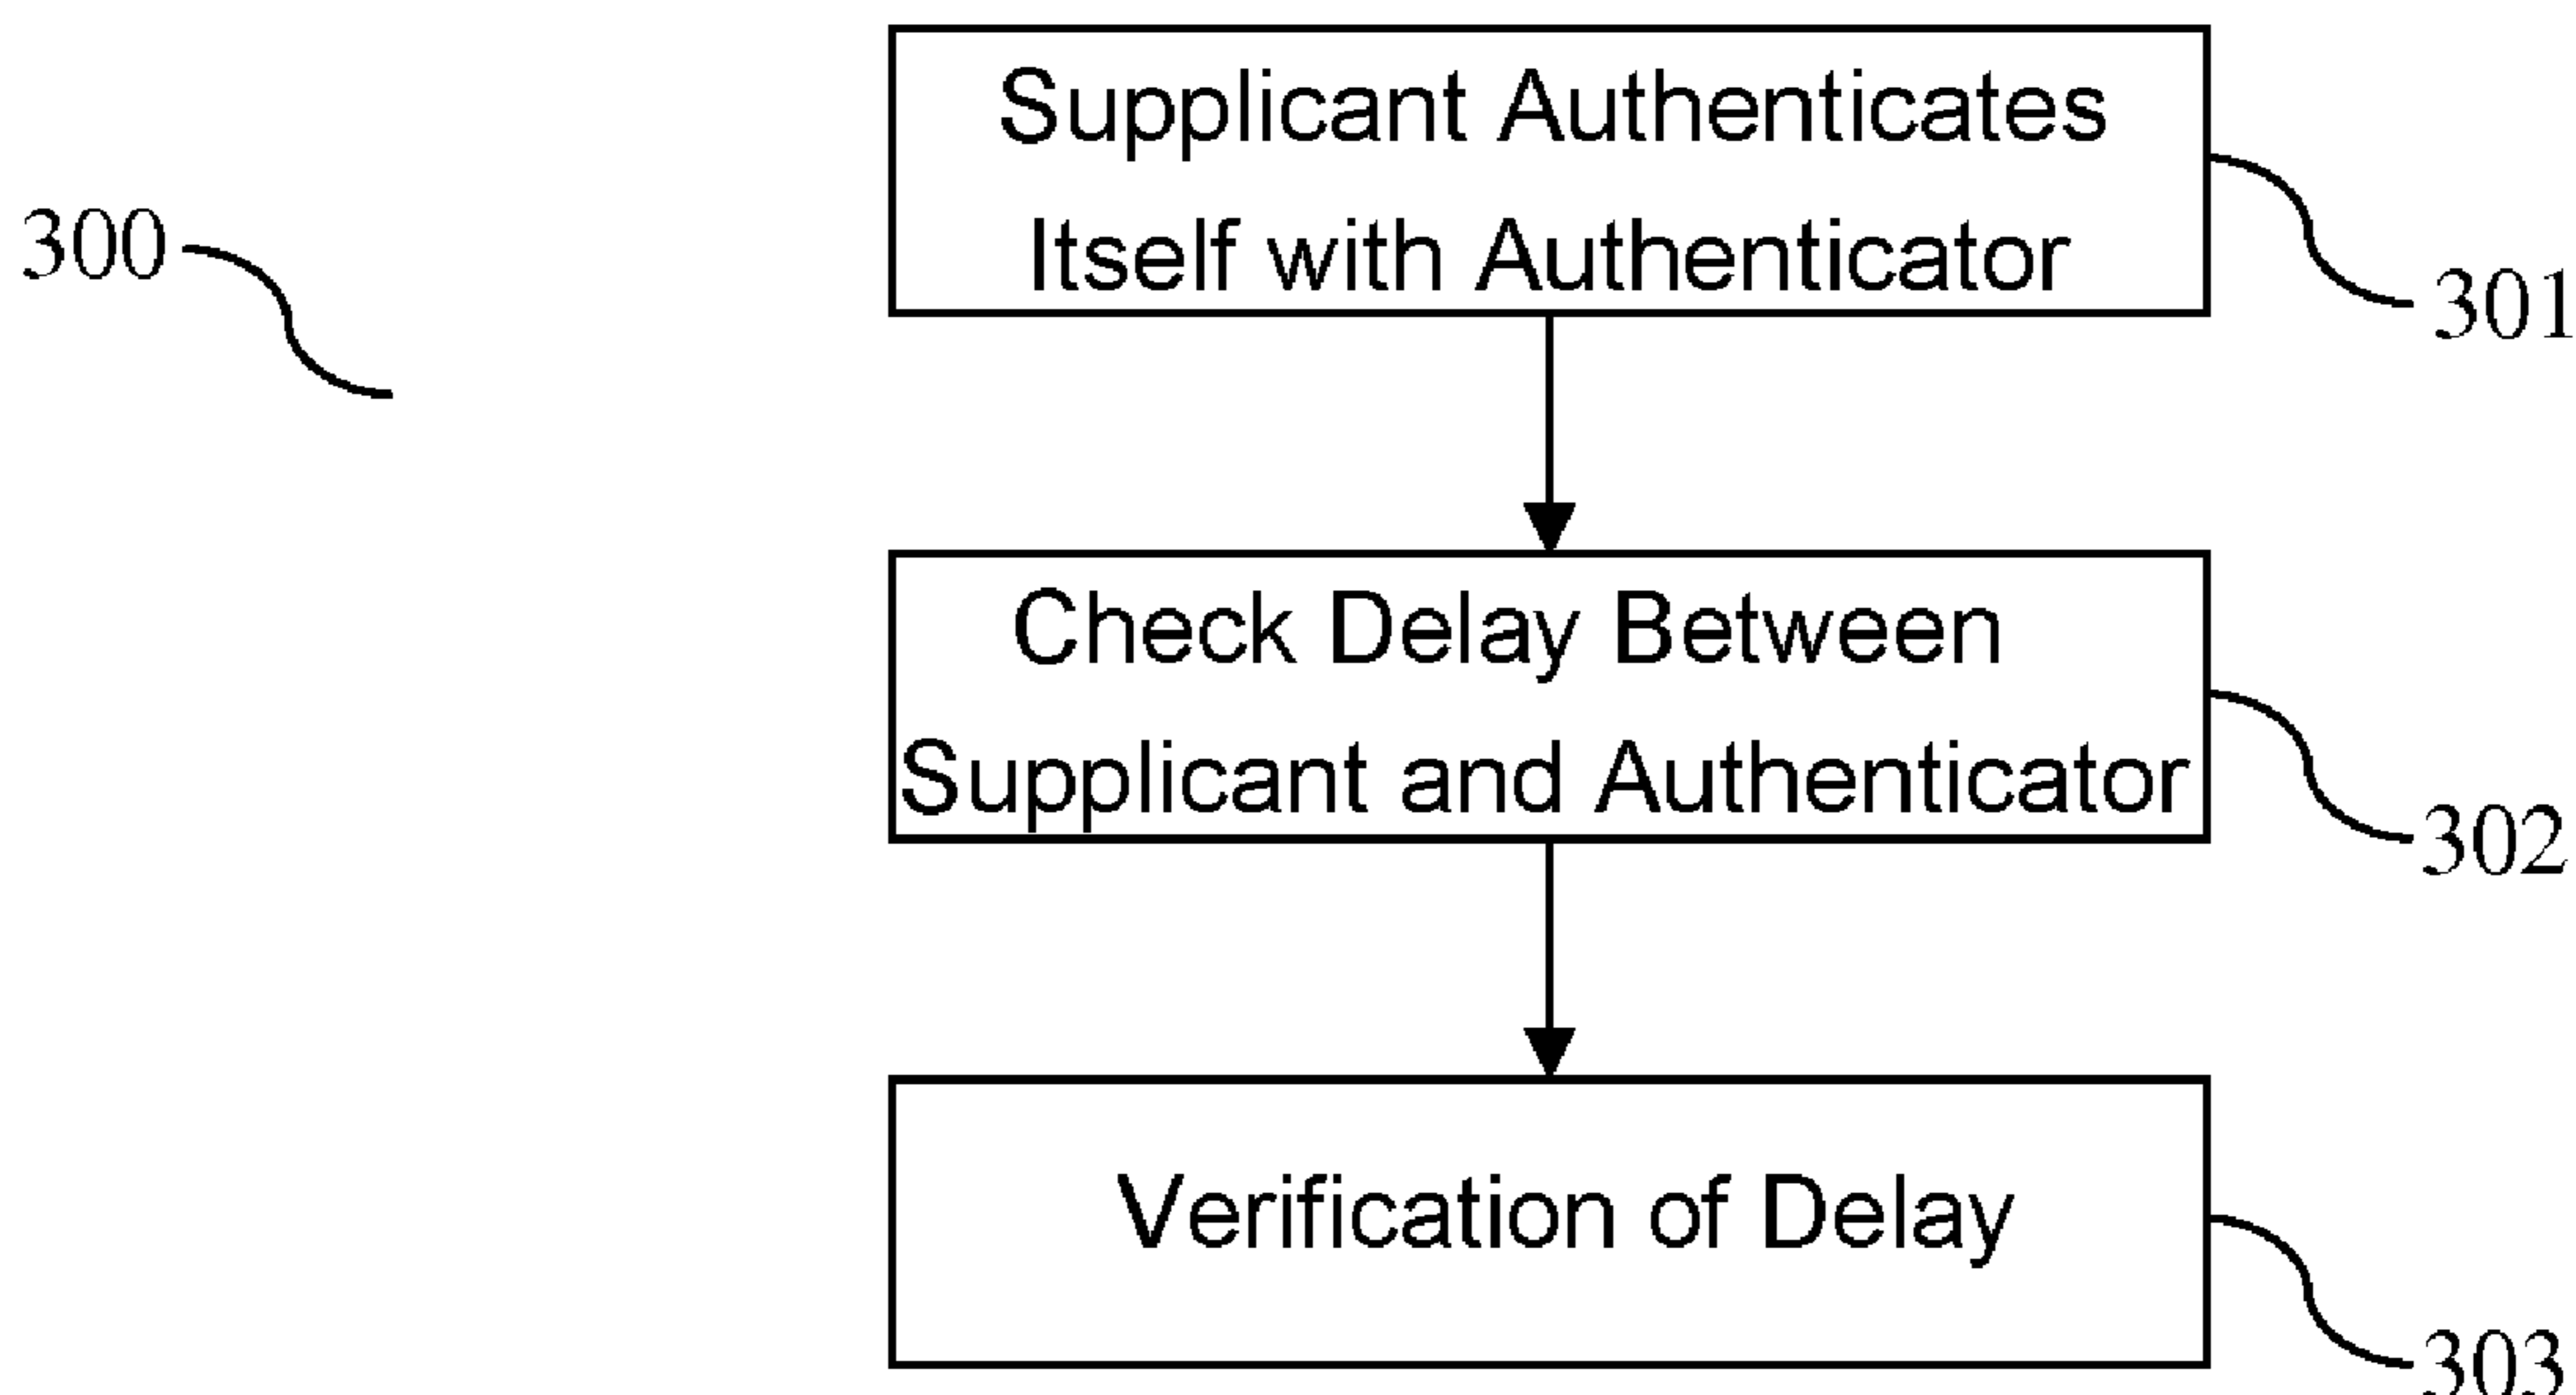 Supplicant Authenticates
Itself with Authenticator
300
301
Check Delay Between
Supplicant and Authenticator
302
Verification of Delay
303